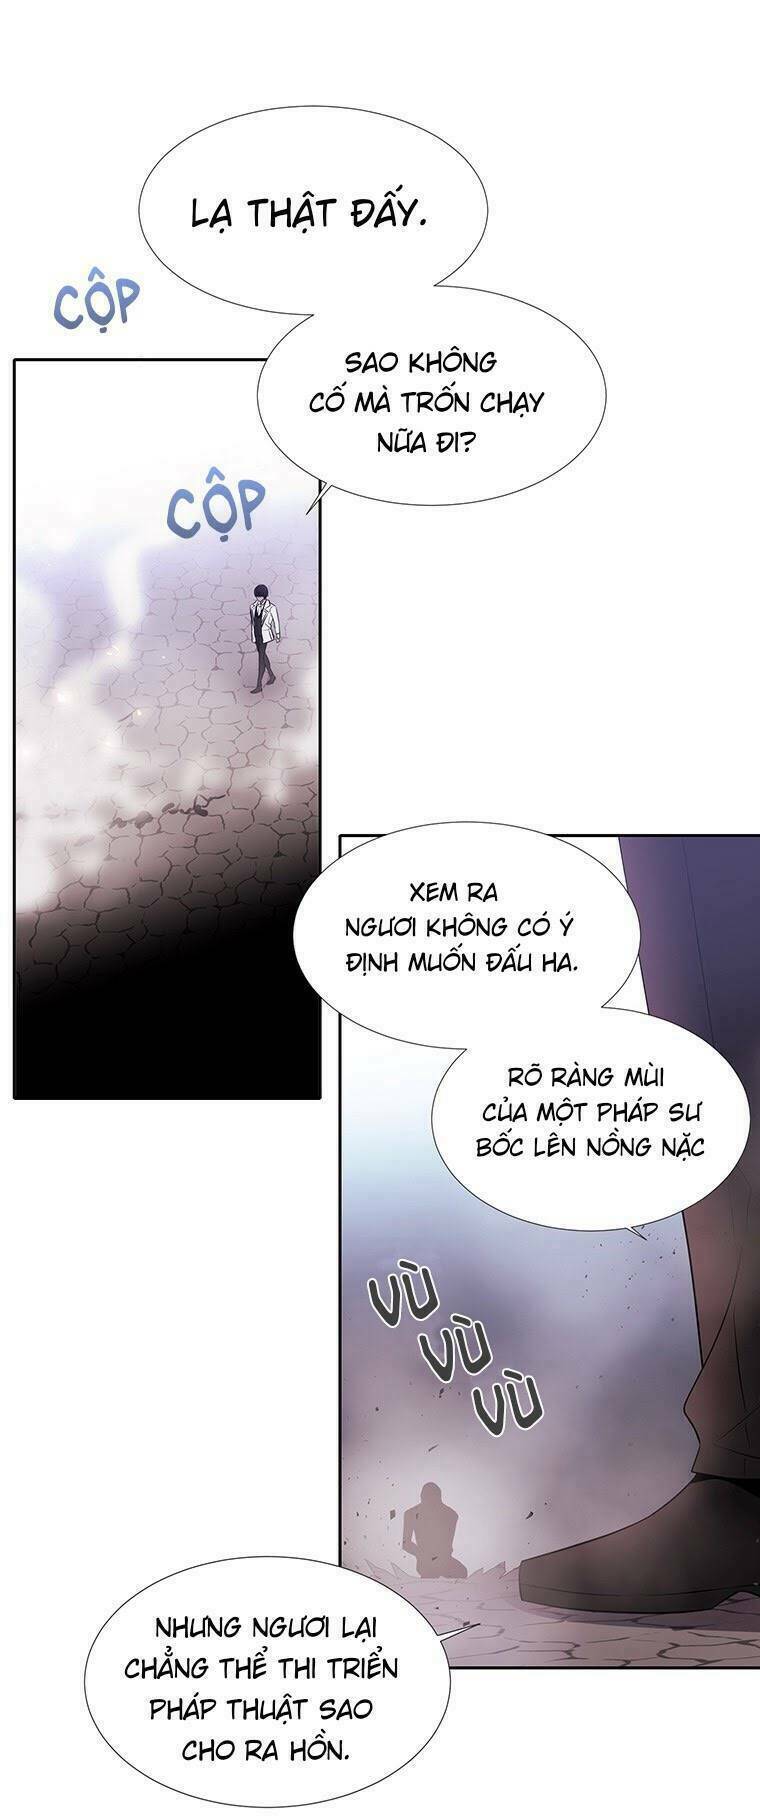 LẠ THẬT ĐẤY.
CỘP
SAO KHÔNG
CỐ MÀ TRỐN CHẠY
NỮA ĐI?
CỘP
XEM RA
NGƯƠI KHÔNG CÓ Ý
ĐỊNH MUỐN ĐẤU HA.
RÕ RÀNG MÙI
CỦA MỘT PHÁP SƯ
BỐC LÊN NỒNG NẶC
VÙ
VÙ
VÙ
NHƯNG NGƯƠI LẠI
CHẲNG THỂ THI TRIỂN
PHÁP THUẬT SAO
CHO RA HỒN.